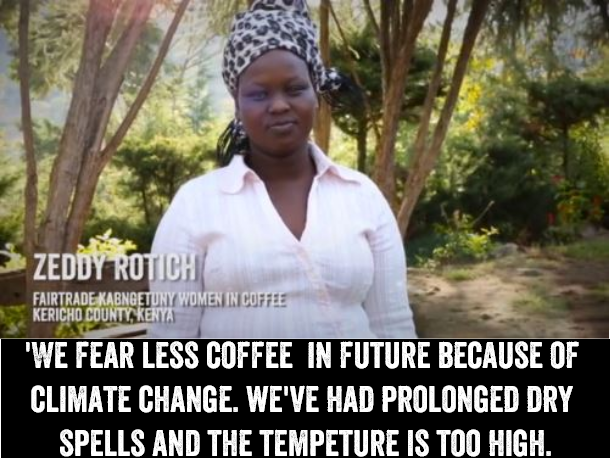 ZEDDY ROTICH
FAIRTRADE KABNGETUNY WOMEN IN COFFEE
KERICHO COUNTY, KENYA
'WE FEAR LESS COFFEE IN FUTURE BECAUSE OF
CLIMATE CHANGE. WE'VE HAD PROLONGED DRY
SPELLS AND THE TEMPETURE IS TOO HIGH.